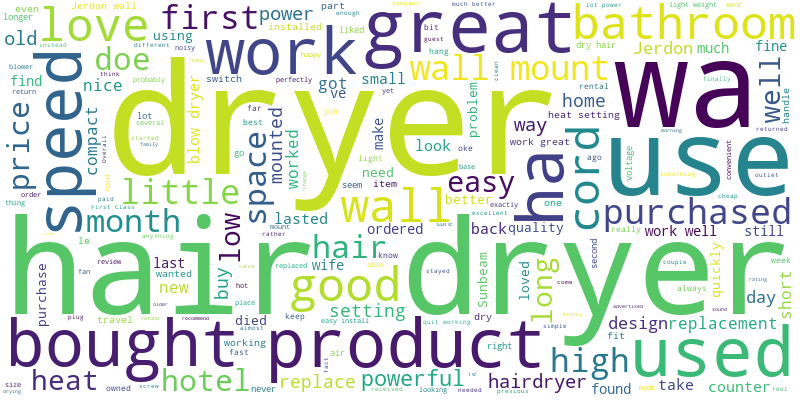 Jerdon wall
love
first
power
part
enough
company
much better
light weight
went
even
longer
using
installed
liked
bit
guest
hot power
great
bathroom
old
doe
work
instead
different
noisy
hang
happy
dry hair
Jerdon
much
fine
find
nice
blower
think
switch
perfectly
wall mount
finally
return
probably
got
ve
small
yet
clean
rental
home
well
handle
speed
dryer
wa
price
compact
blow dryer
lot
several
far
best
jcb
make
problem
way
heat setting
returned
order
Overall
started
family
go
look
oke
work great
ago
voltage
morning
use
thing
paid
First Class
hard
worked
mounted
space
light
need
base
easy
one
something
convenient
outlet
little
seem
item
better
exactly
excellent
cheap
had
cord
purchased
month
low
lasted
wall
mount
rather
ordered
back
quality
really
work well
still
le
anything
hair
sure
know
wife
last
review
wanted
new
fan
buy
hot
case
replaced
able
stayed
place
Sunbeam
loved
long
come
second
couple
always
quickly
week
rating
day
short
hair dryer
purchase
plug
travel
older
recommend
good
setting
keep
easy install
dry
quit working
simple
money
advertised
sound
design
replacement
died
almost
working
fast
air
right
fit
bought
product
high
used
heat
hotel
replace
powerful
hairdryer
found
take
counter
size
drying
owned
screw
never
fact
received
looking
needed
re
previous
made
feel